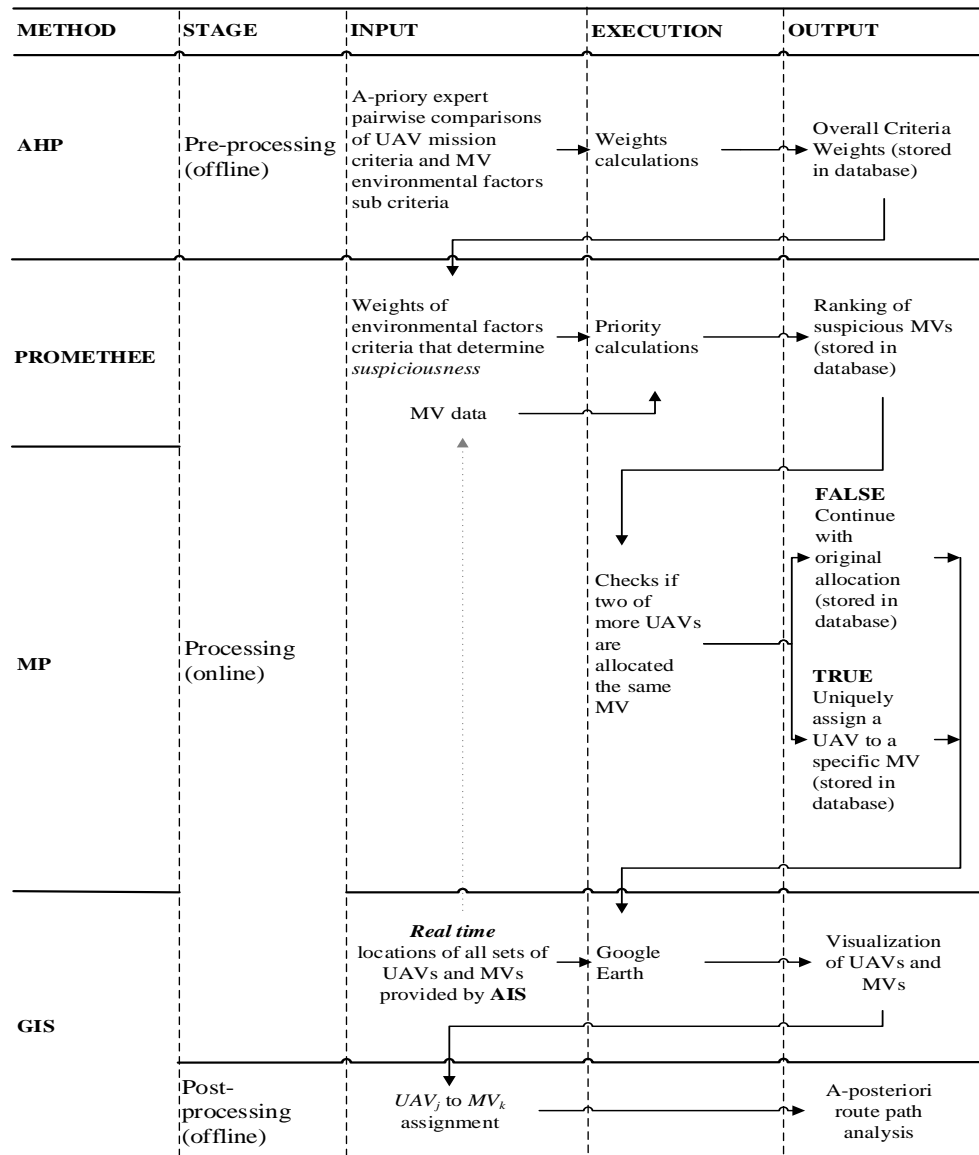 METHOD
STAGE
INPUT
EXECUTION
OUTPUT
AHP
Pre-processing
(offline)
A-priory expert
pairwise comparisons
of UAV mission
criteria and MV
environmental factors
sub criteria
Weights
calculations
Overall Criteria
Weights (stored
in database)
PROMETHEE
Weights of
environmental factors
criteria that determine
suspiciousness
MV data
Priority
calculations
Ranking of
suspicious MVs
(stored in
database)
MP
Processing
(online)
Checks if
two of
more UAVs
are
allocated
the same
MV
FALSE
Continue
with
original
allocation
(stored in
database)
TRUE
Uniquely
assign a
UAV to a
specific MV
(stored in
database)
GIS
Real time
locations of all sets of
UAVs and MVs
provided by AIS
Google
Earth
Visualization
of UAVs and
MVs
Post-
processing
(offline)
UAVj to MVk
assignment
A-posteriori
route path
analysis